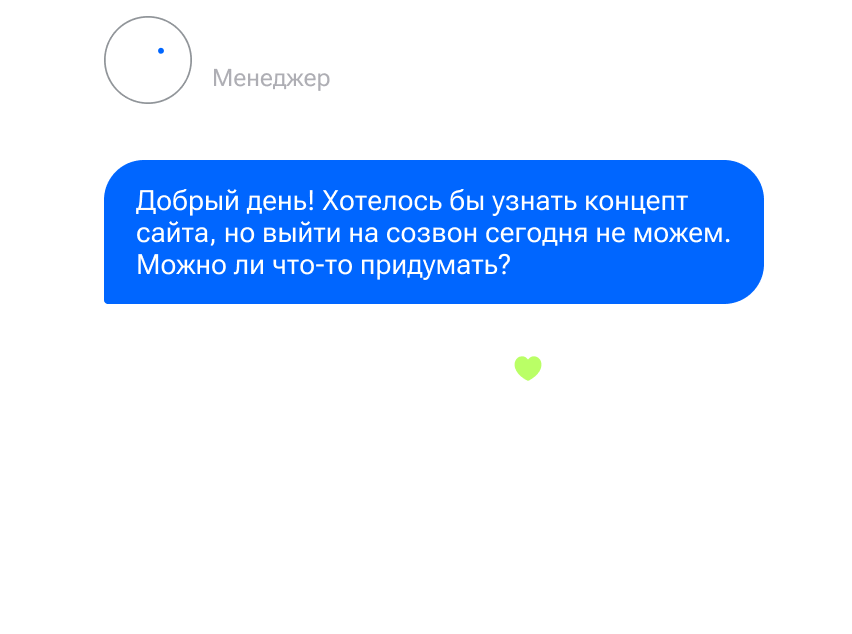 Менеджер
Добрый день! Хотелось бы узнать концепт
сайта, но выйти на созвон сегодня не можем.
Можно ли что-то придумать?